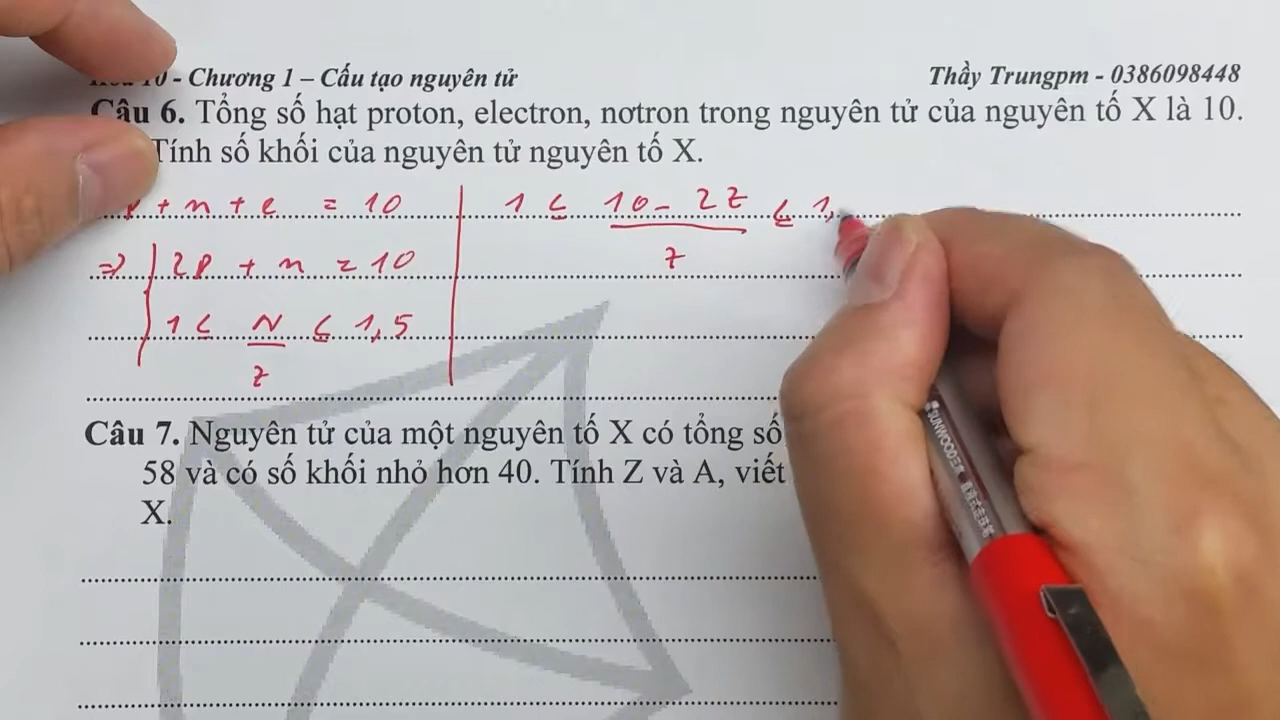 10 - Chương 1 – Cấu tạo nguyên tử
Thầy Trungpm - 0386098448
Câu 6. Tổng số hạt proton, electron, nơtron trong nguyên tử của nguyên tố X là 10.
Tính số khối của nguyên tử nguyên tố X.
+ n + e = 10
=> 2p + n = 10
1 ≤ N/Z ≤ 1,5
1 ≤ (10 - 2Z)/Z ≤ 1,
Câu 7. Nguyên tử của một nguyên tố X có tổng số
58 và có số khối nhỏ hơn 40. Tính Z và A, viết
X.
SUNWOOD